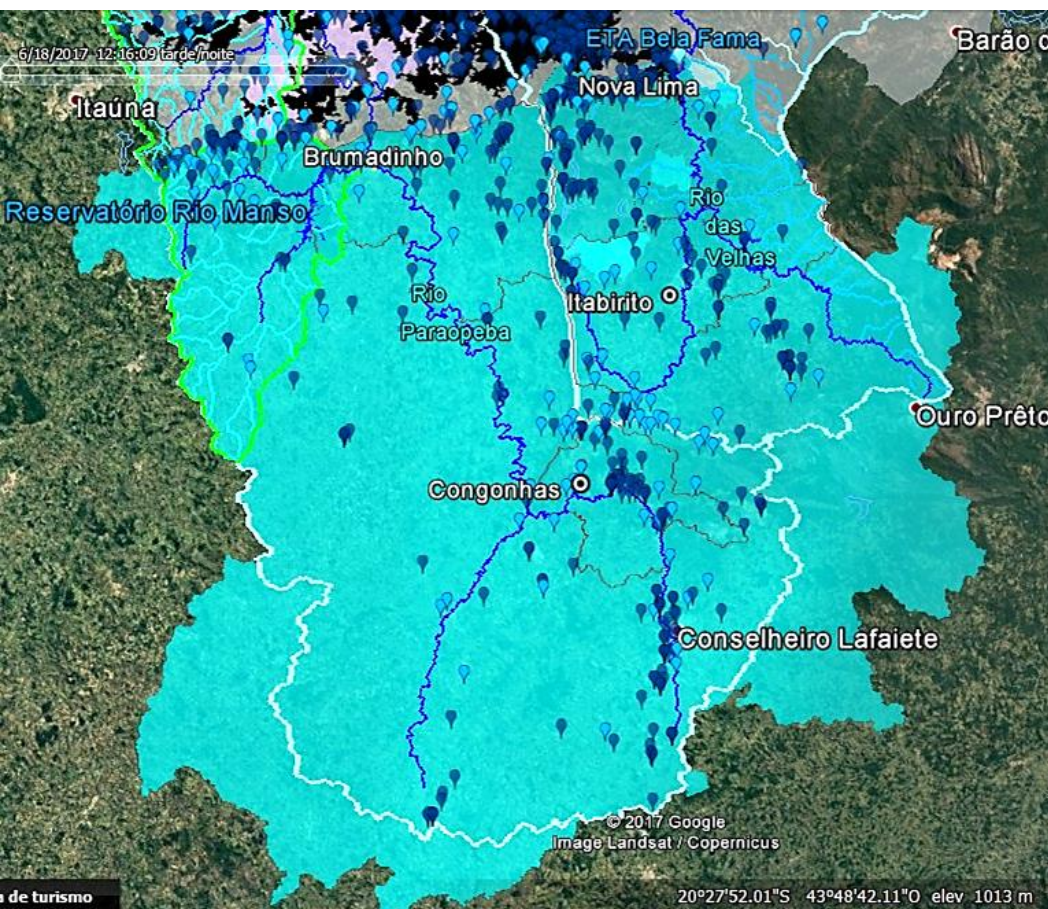 ETA Bela Fama
Barão d
6/18/2017 12:16:09 tarde/noite
Itaúna
Nova Lima
Brumadinho
Reservatório Rio Manso
Rio
das
Velhas
Rio
Paraopeba
Itabirito
Ouro Prêto
Congonhas
Conselheiro Lafaiete
© 2017 Google
Image Landsat / Copernicus
a de turismo
20°27'52.01"S 43°48'42.11"O elev 1013 m